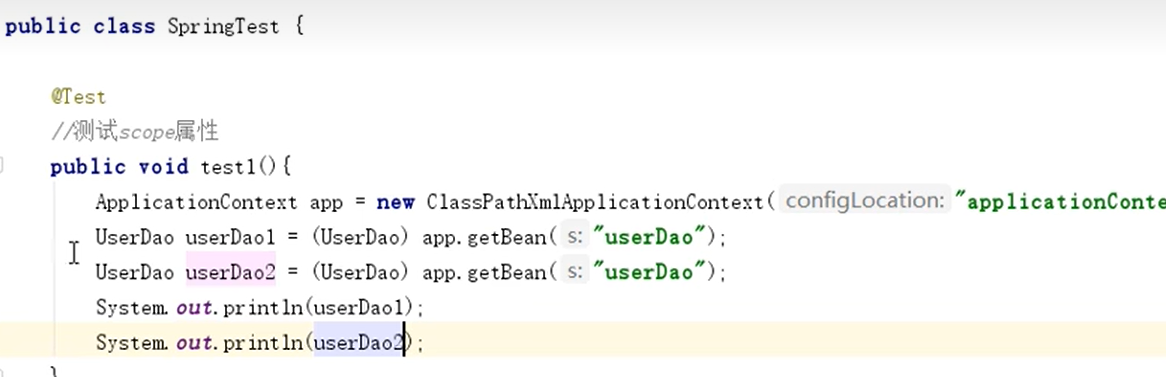 public class SpringTest {
@Test
//测试scope属性
public void test1(){
ApplicationContext app = new ClassPathXmlApplicationContext( configLocation: "applicationConte
UserDao userDao1 = (UserDao) app.getBean( s: "userDao");
UserDao userDao2 = (UserDao) app.getBean( s: "userDao");
System.out.println(userDao1);
System.out.println(userDao2);
}